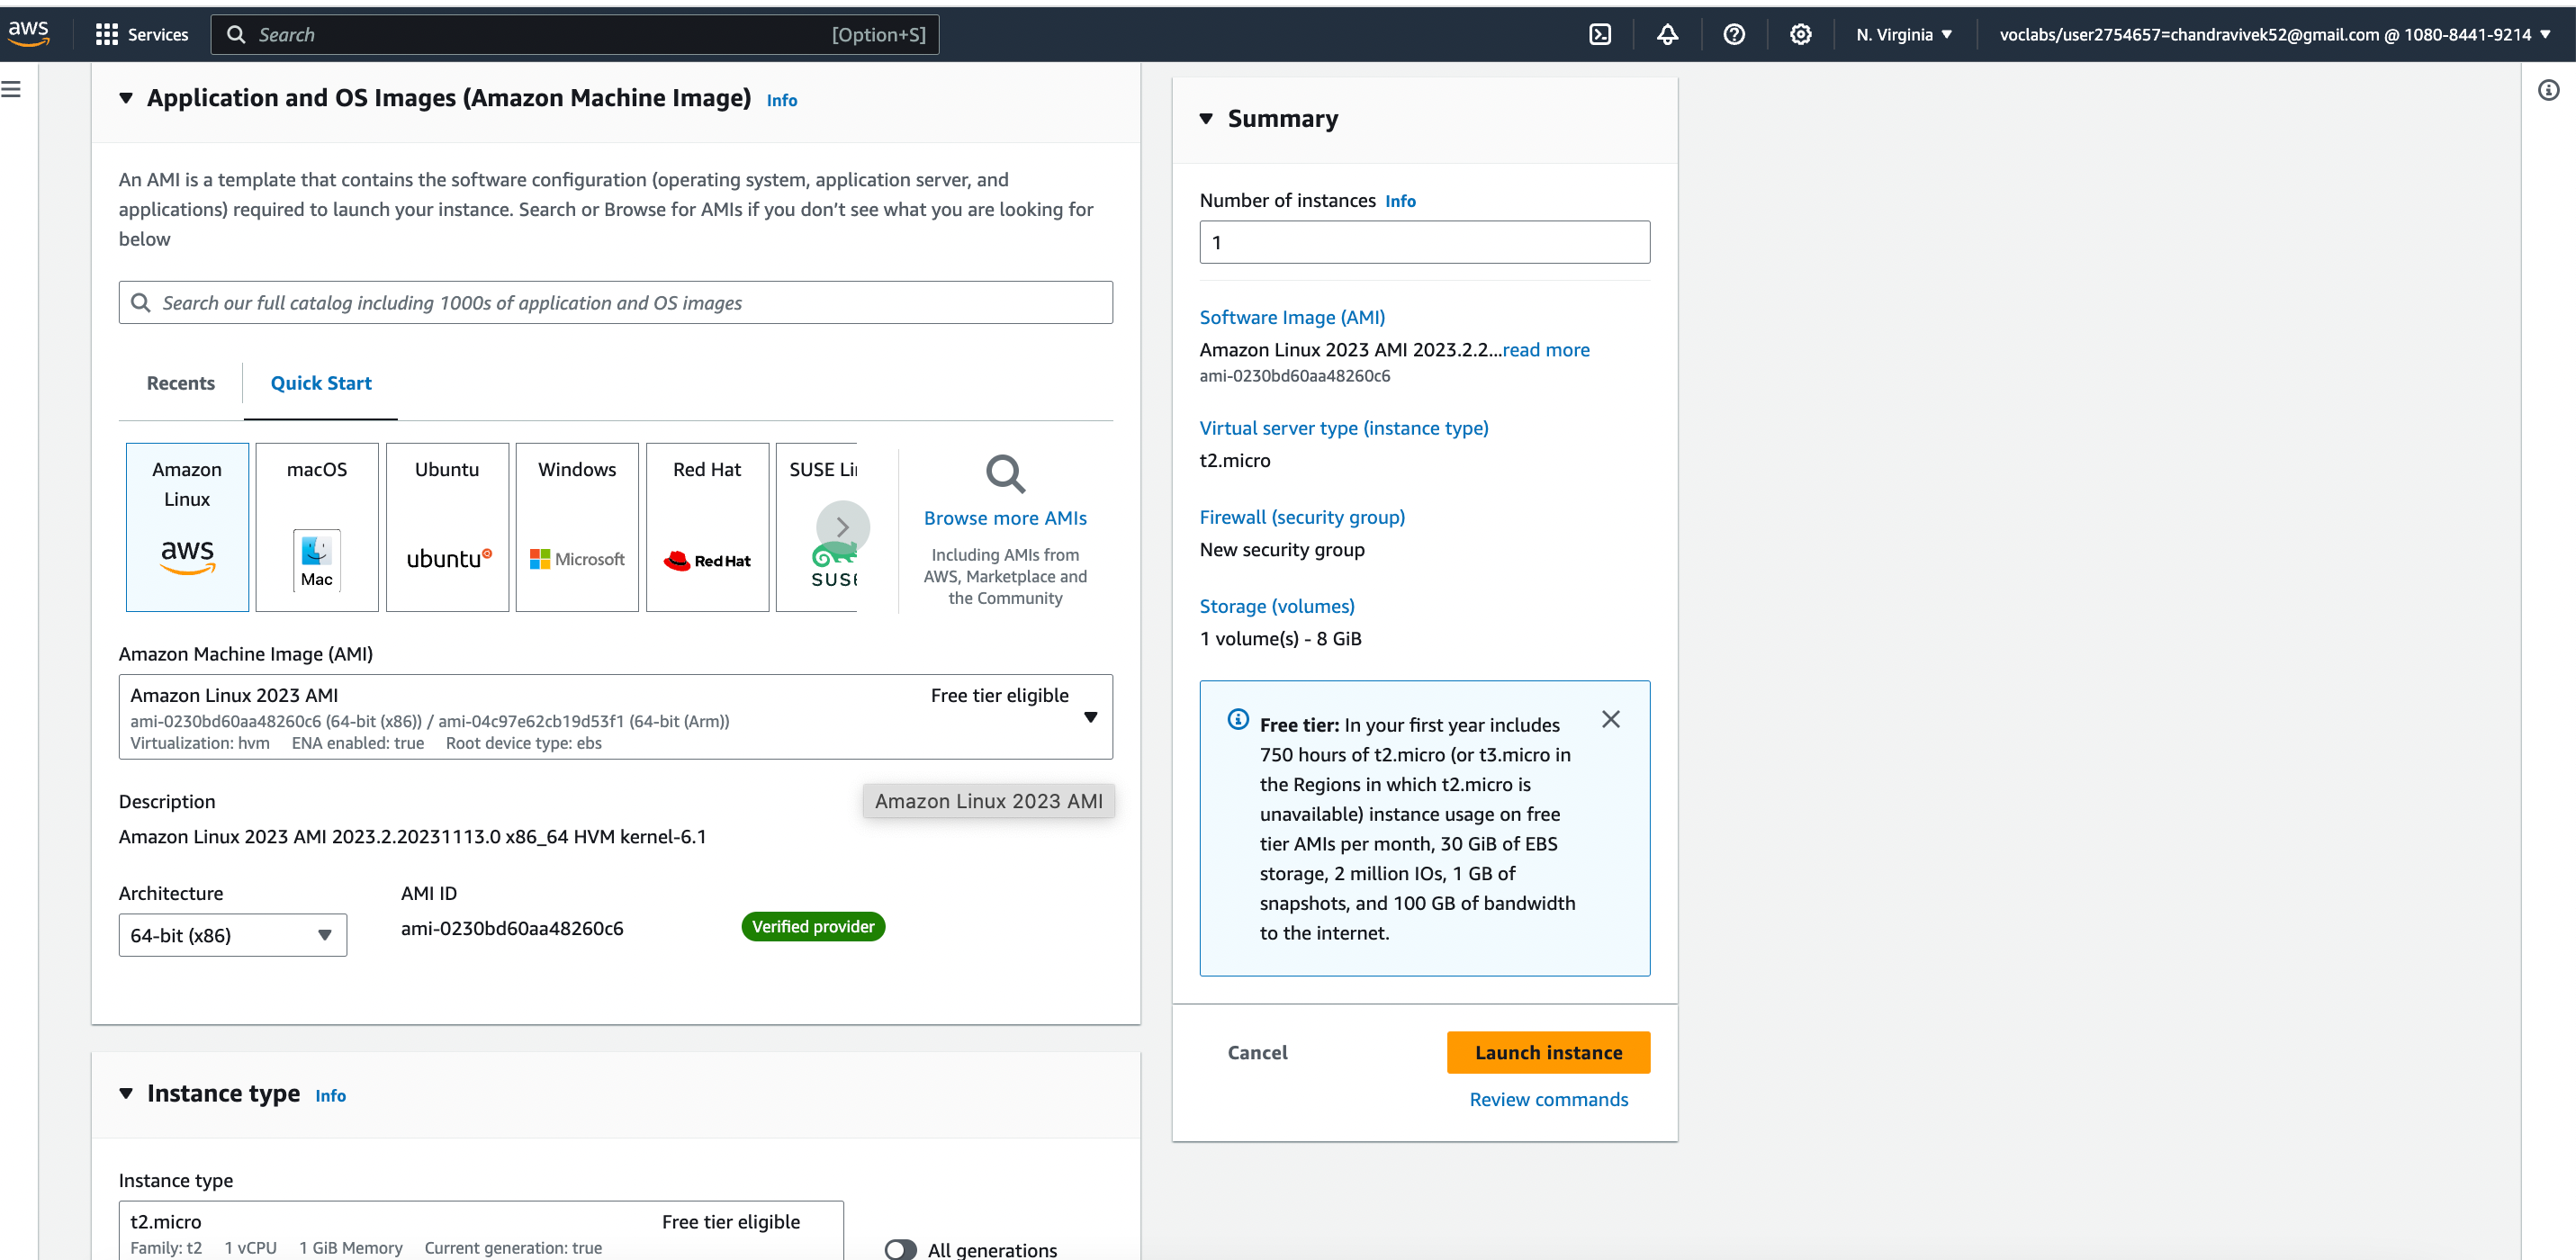 aws
Services
Search
[Option+S]
N. Virginia
voclabs/user2754657=chandravivek52@gmail.com @ 1080-8441-9214
Application and OS Images (Amazon Machine Image) Info
An AMI is a template that contains the software configuration (operating system, application server, and
applications) required to launch your instance. Search or Browse for AMIs if you don’t see what you are looking for
below
Search our full catalog including 1000s of application and OS images
Recents
Quick Start
Amazon
Linux
aws
macOS
Mac
Ubuntu
ubuntu
Windows
Microsoft
Red Hat
Red Hat
SUSE Li
SUSE
Browse more AMIs
Including AMIs from
AWS, Marketplace and
the Community
Amazon Machine Image (AMI)
Amazon Linux 2023 AMI
Free tier eligible
ami-0230bd60aa48260c6 (64-bit (x86)) / ami-04c97e62cb19d53f1 (64-bit (Arm))
Virtualization: hvm ENA enabled: true Root device type: ebs
Description
Amazon Linux 2023 AMI
Amazon Linux 2023 AMI 2023.2.20231113.0 x86_64 HVM kernel-6.1
Architecture
64-bit (x86)
AMI ID
ami-0230bd60aa48260c6
Verified provider
Instance type Info
Instance type
t2.micro
Free tier eligible
Family: t2 1 vCPU 1 GiB Memory Current generation: true
All generations
Summary
Number of instances Info
1
Software Image (AMI)
Amazon Linux 2023 AMI 2023.2.2...read more
ami-0230bd60aa48260c6
Virtual server type (instance type)
t2.micro
Firewall (security group)
New security group
Storage (volumes)
1 volume(s) - 8 GiB
Free tier: In your first year includes
750 hours of t2.micro (or t3.micro in
the Regions in which t2.micro is
unavailable) instance usage on free
tier AMIs per month, 30 GiB of EBS
storage, 2 million IOs, 1 GB of
snapshots, and 100 GB of bandwidth
to the internet.
Cancel
Launch instance
Review commands